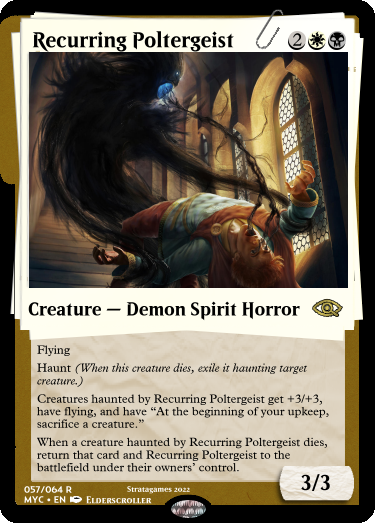 Recurring Poltergeist 2
Creature — Demon Spirit Horror
Flying
Haunt (When this creature dies, exile it haunting target
creature.)
Creatures haunted by Recurring Poltergeist get +3/+3,
have flying, and have “At the beginning of your upkeep,
sacrifice a creature.”
When a creature haunted by Recurring Poltergeist dies,
return that card and Recurring Poltergeist to the
battlefield under their owners’ control.
3/3
057/064 R Stratagames 2022
MYC • EN Elderscroller